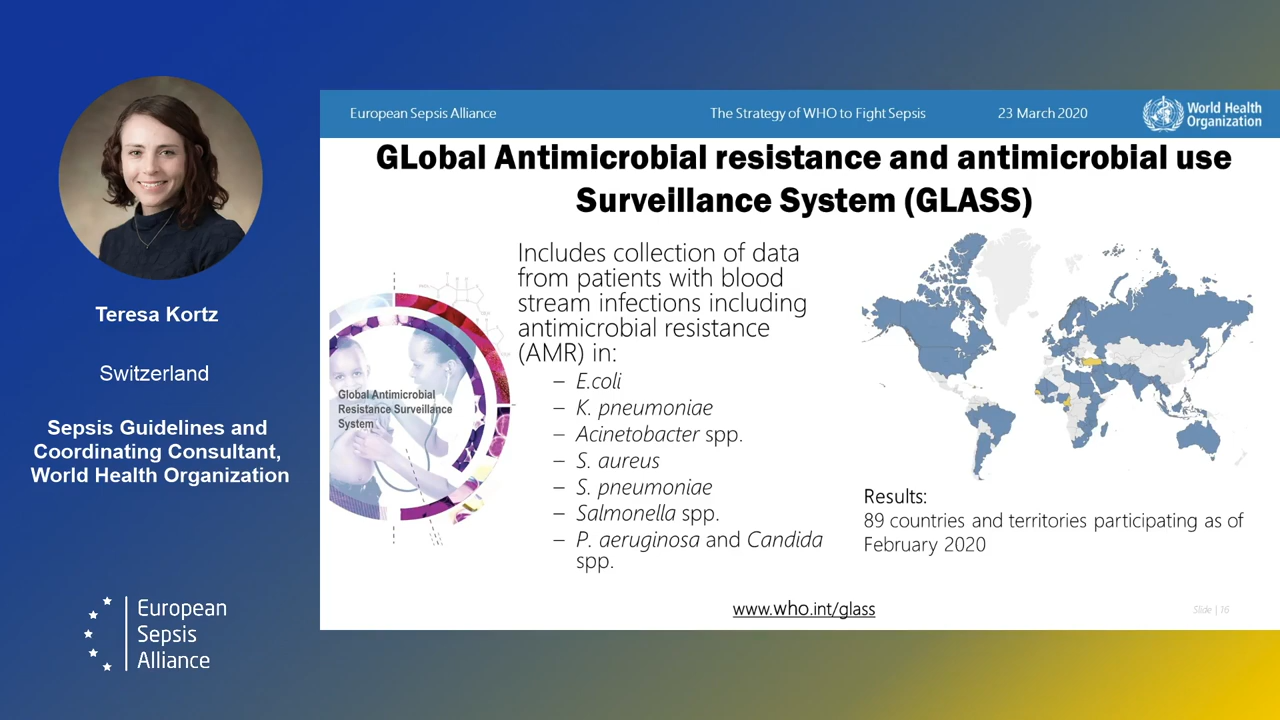 European Sepsis Alliance
The Strategy of WHO to Fight Sepsis
23 March 2020
World Health
Organization
GLobal Antimicrobial resistance and antimicrobial use
Surveillance System (GLASS)
Teresa Kortz
Switzerland
Sepsis Guidelines and
Coordinating Consultant,
World Health Organization
European
Sepsis
Alliance
Global Antimicrobial
Resistance Surveillance
System
Includes collection of data
from patients with blood
stream infections including
antimicrobial resistance
(AMR) in:
– E.coli
– K. pneumoniae
– Acinetobacter spp.
– S. aureus
– S. pneumoniae
– Salmonella spp.
– P. aeruginosa and Candida
spp.
Results:
89 countries and territories participating as of
February 2020
www.who.int/glass
Slide | 16